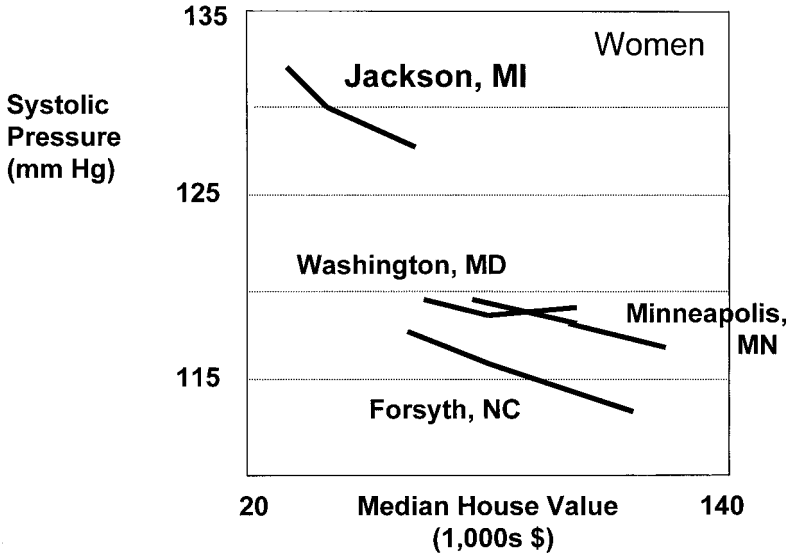 135
Women
Jackson, MI
Systolic
Pressure
(mm Hg)
125
Washington, MD
Minneapolis,
MN
115
Forsyth, NC
20
Median House Value
140
(1,000s $)